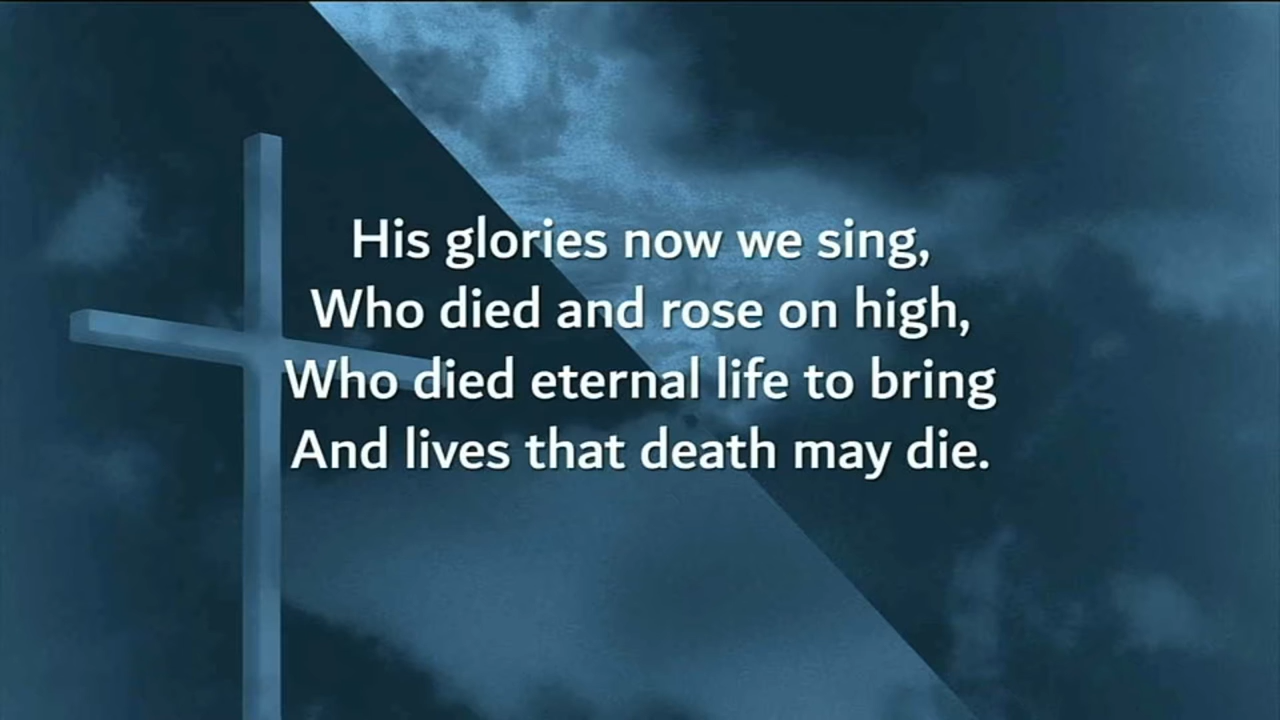 His glories now we sing,
Who died and rose on high,
Who died eternal life to bring
And lives that death may die.